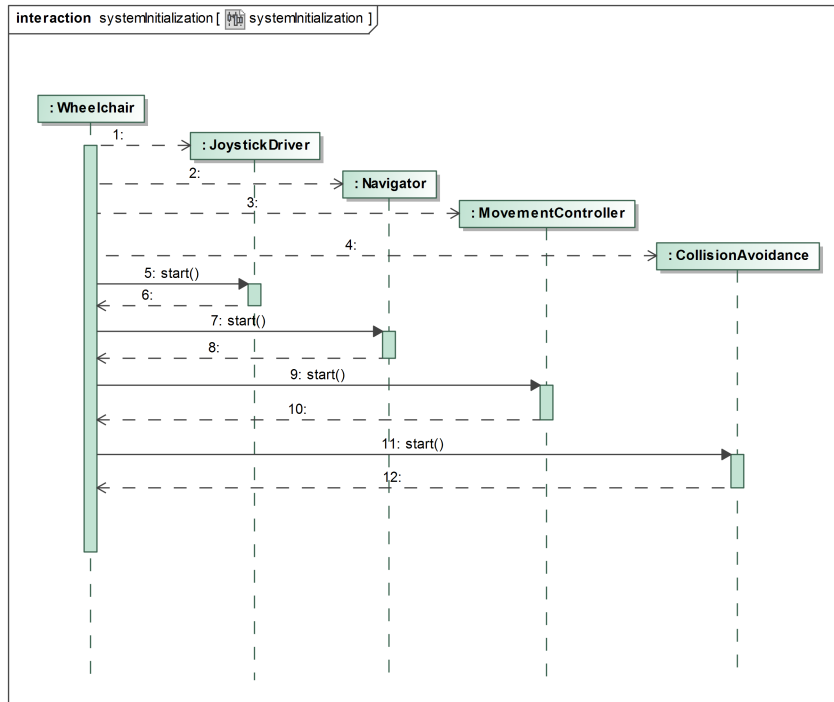 interaction systemInitialization [ systemInitialization ]
: Wheelchair
1:
: JoystickDriver
2:
: Navigator
3:
: MovementController
4:
: CollisionAvoidance
5: start()
6:
7: start()
8:
9: start()
10:
11: start()
12: